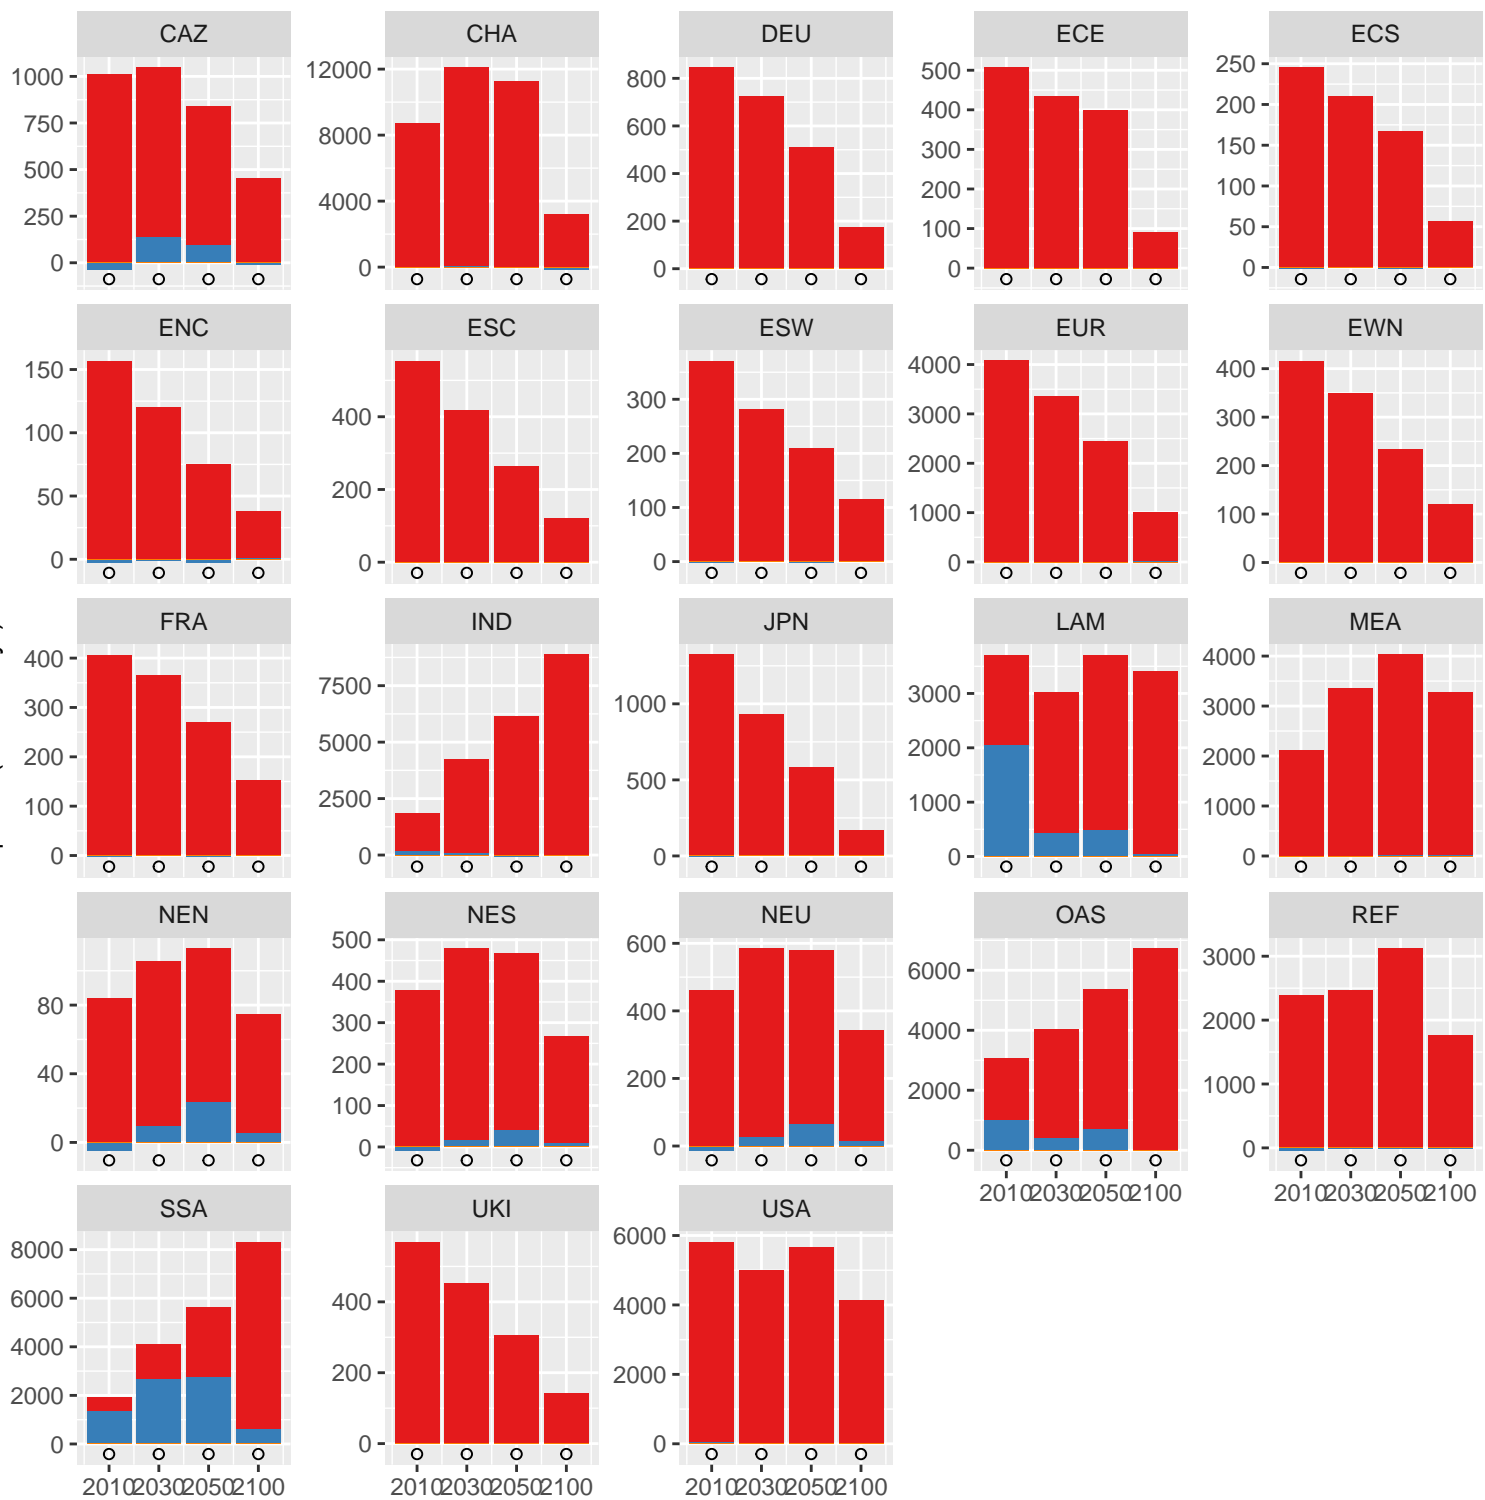 CAZ CHA DEU ECE ECS
1000 750 500 250 0
12000 8000 4000 0
800 600 400 200 0
500 400 300 200 100 0
250 200 150 100 50 0
ENC ESC ESW EUR EWN
150 100 50 0
400 200 0
300 200 100 0
4000 3000 2000 1000 0
400 300 200 100 0
FRA IND JPN LAM MEA
400 300 200 100 0
7500 5000 2500 0
1000 500 0
3000 2000 1000 0
4000 3000 2000 1000 0
NEN NES NEU OAS REF
80 40 0
500 400 300 200 100 0
600 400 200 0
6000 4000 2000 0
3000 2000 1000 0
2010 2030 2050 2100
2010 2030 2050 2100
SSA UKI USA
8000 6000 4000 2000 0
400 200 0
6000 4000 2000 0
2010 2030 2050 2100
2010 2030 2050 2100
2010 2030 2050 2100